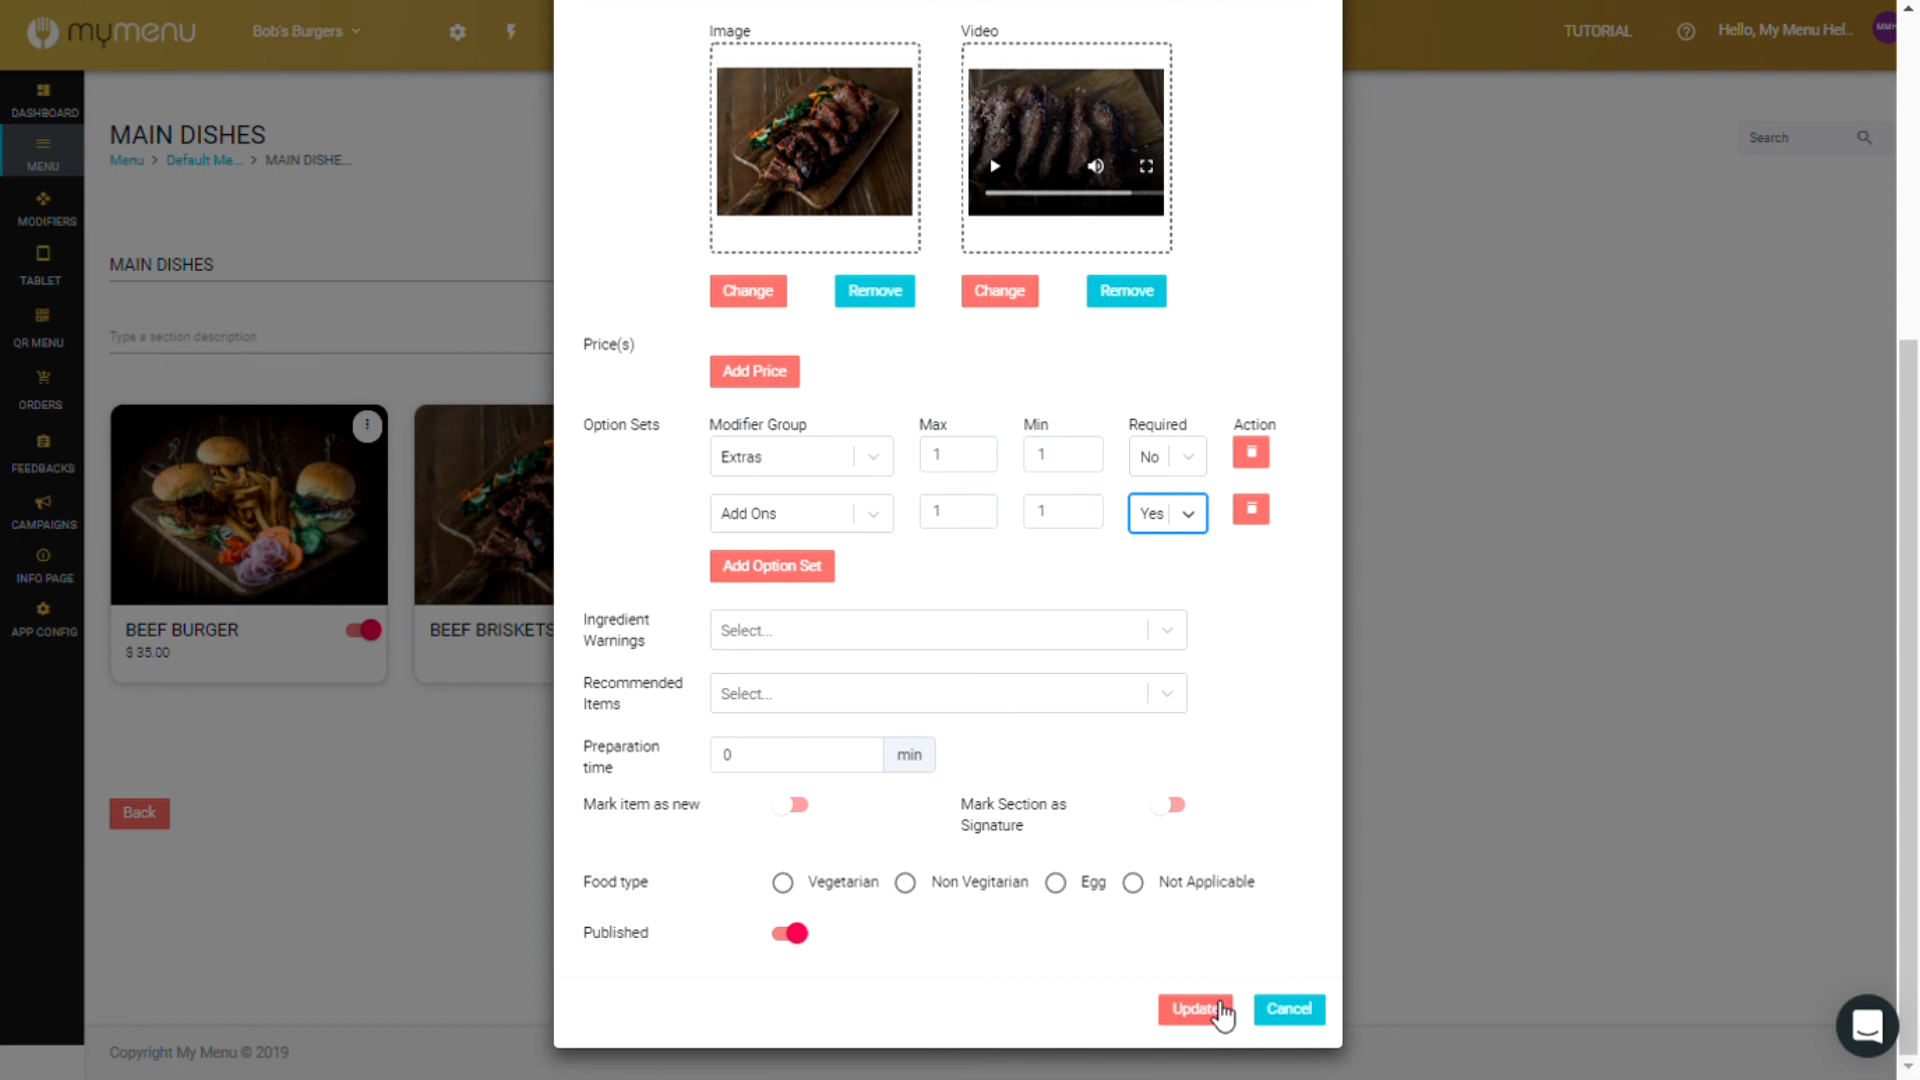 mymenu
Bob's Burgers
TUTORIAL
Hello, My Menu Hel..
DASHBOARD
MENU
MODIFIERS
TABLET
QR MENU
ORDERS
FEEDBACKS
CAMPAIGNS
INFO PAGE
APP CONFIG
MAIN DISHES
Menu > Default Me... > MAIN DISHE...
Search
MAIN DISHES
Type a section description
BEEF BURGER
$ 35.00
BEEF BRISKETS
Back
Copyright My Menu © 2019
Image Video
Change Remove Change Remove
Price(s)
Add Price
Option Sets Modifier Group Max Min Required Action
Extras 1 1 No
Add Ons 1 1 Yes
Add Option Set
Ingredient
Warnings
Select...
Recommended
Items
Select...
Preparation
time
0 min
Mark item as new
Mark Section as
Signature
Food type Vegetarian Non Vegitarian Egg Not Applicable
Published
Update Cancel